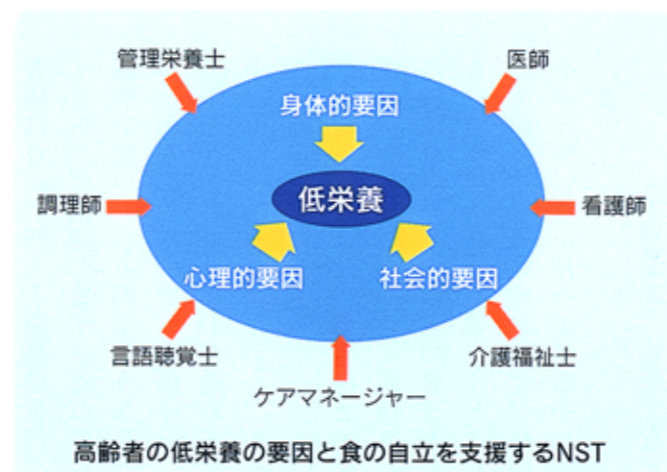 管理栄養士
医師
身体的要因
低栄養
調理師
看護師
心理的要因
社会的要因
言語聴覚士
介護福祉士
ケアマネージャー
高齢者の低栄養の要因と食の自立を支援するNST